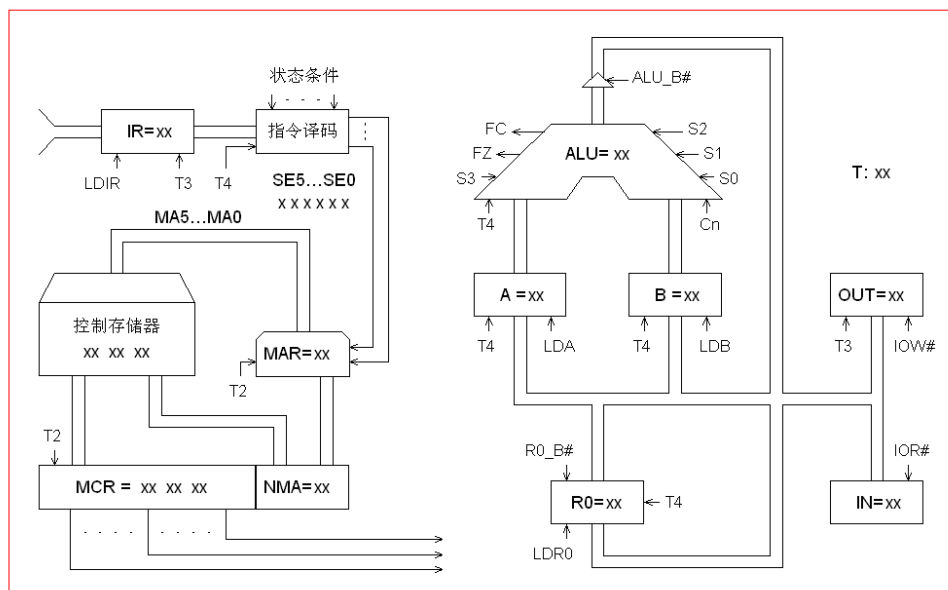 状态条件
IR=xx
指令译码
LDIR
T3
T4
SE5...SE0
x x x x x x
MA5...MA0
控制存储器
xx xx xx
MAR=xx
T2
T2
MCR = xx xx xx
NMA=xx
ALU_B#
FC
FZ
S3
T4
ALU= xx
S2
S1
S0
Cn
T: xx
A =xx
B =xx
OUT=xx
T4
LDA
T4
LDB
T3
IOW#
R0_B#
IOR#
R0=xx
T4
IN=xx
LDR0